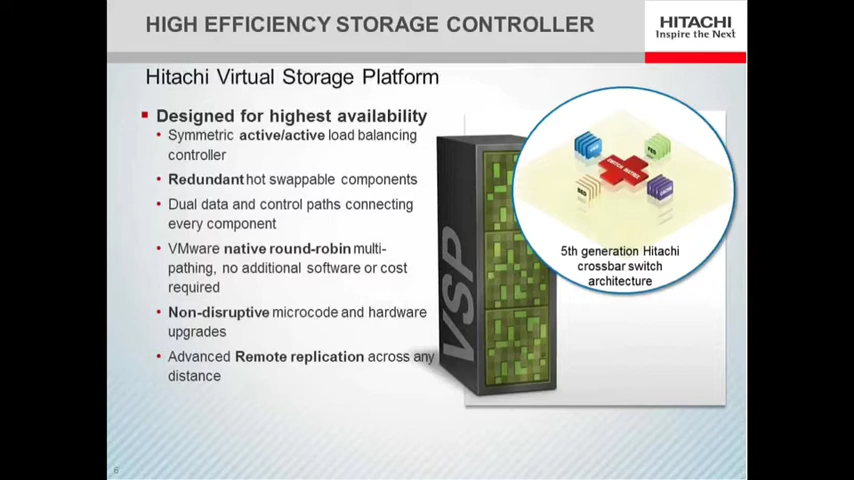 HIGH EFFICIENCY STORAGE CONTROLLER
HITACHI
Inspire the Next
Hitachi Virtual Storage Platform
▪ Designed for highest availability
• Symmetric active/active load balancing
controller
• Redundant hot swappable components
• Dual data and control paths connecting
every component
• VMware native round-robin multi-
pathing, no additional software or cost
required
• Non-disruptive microcode and hardware
upgrades
• Advanced Remote replication across any
distance
VSP
SWITCH MATRIX
5th generation Hitachi
crossbar switch
architecture
6